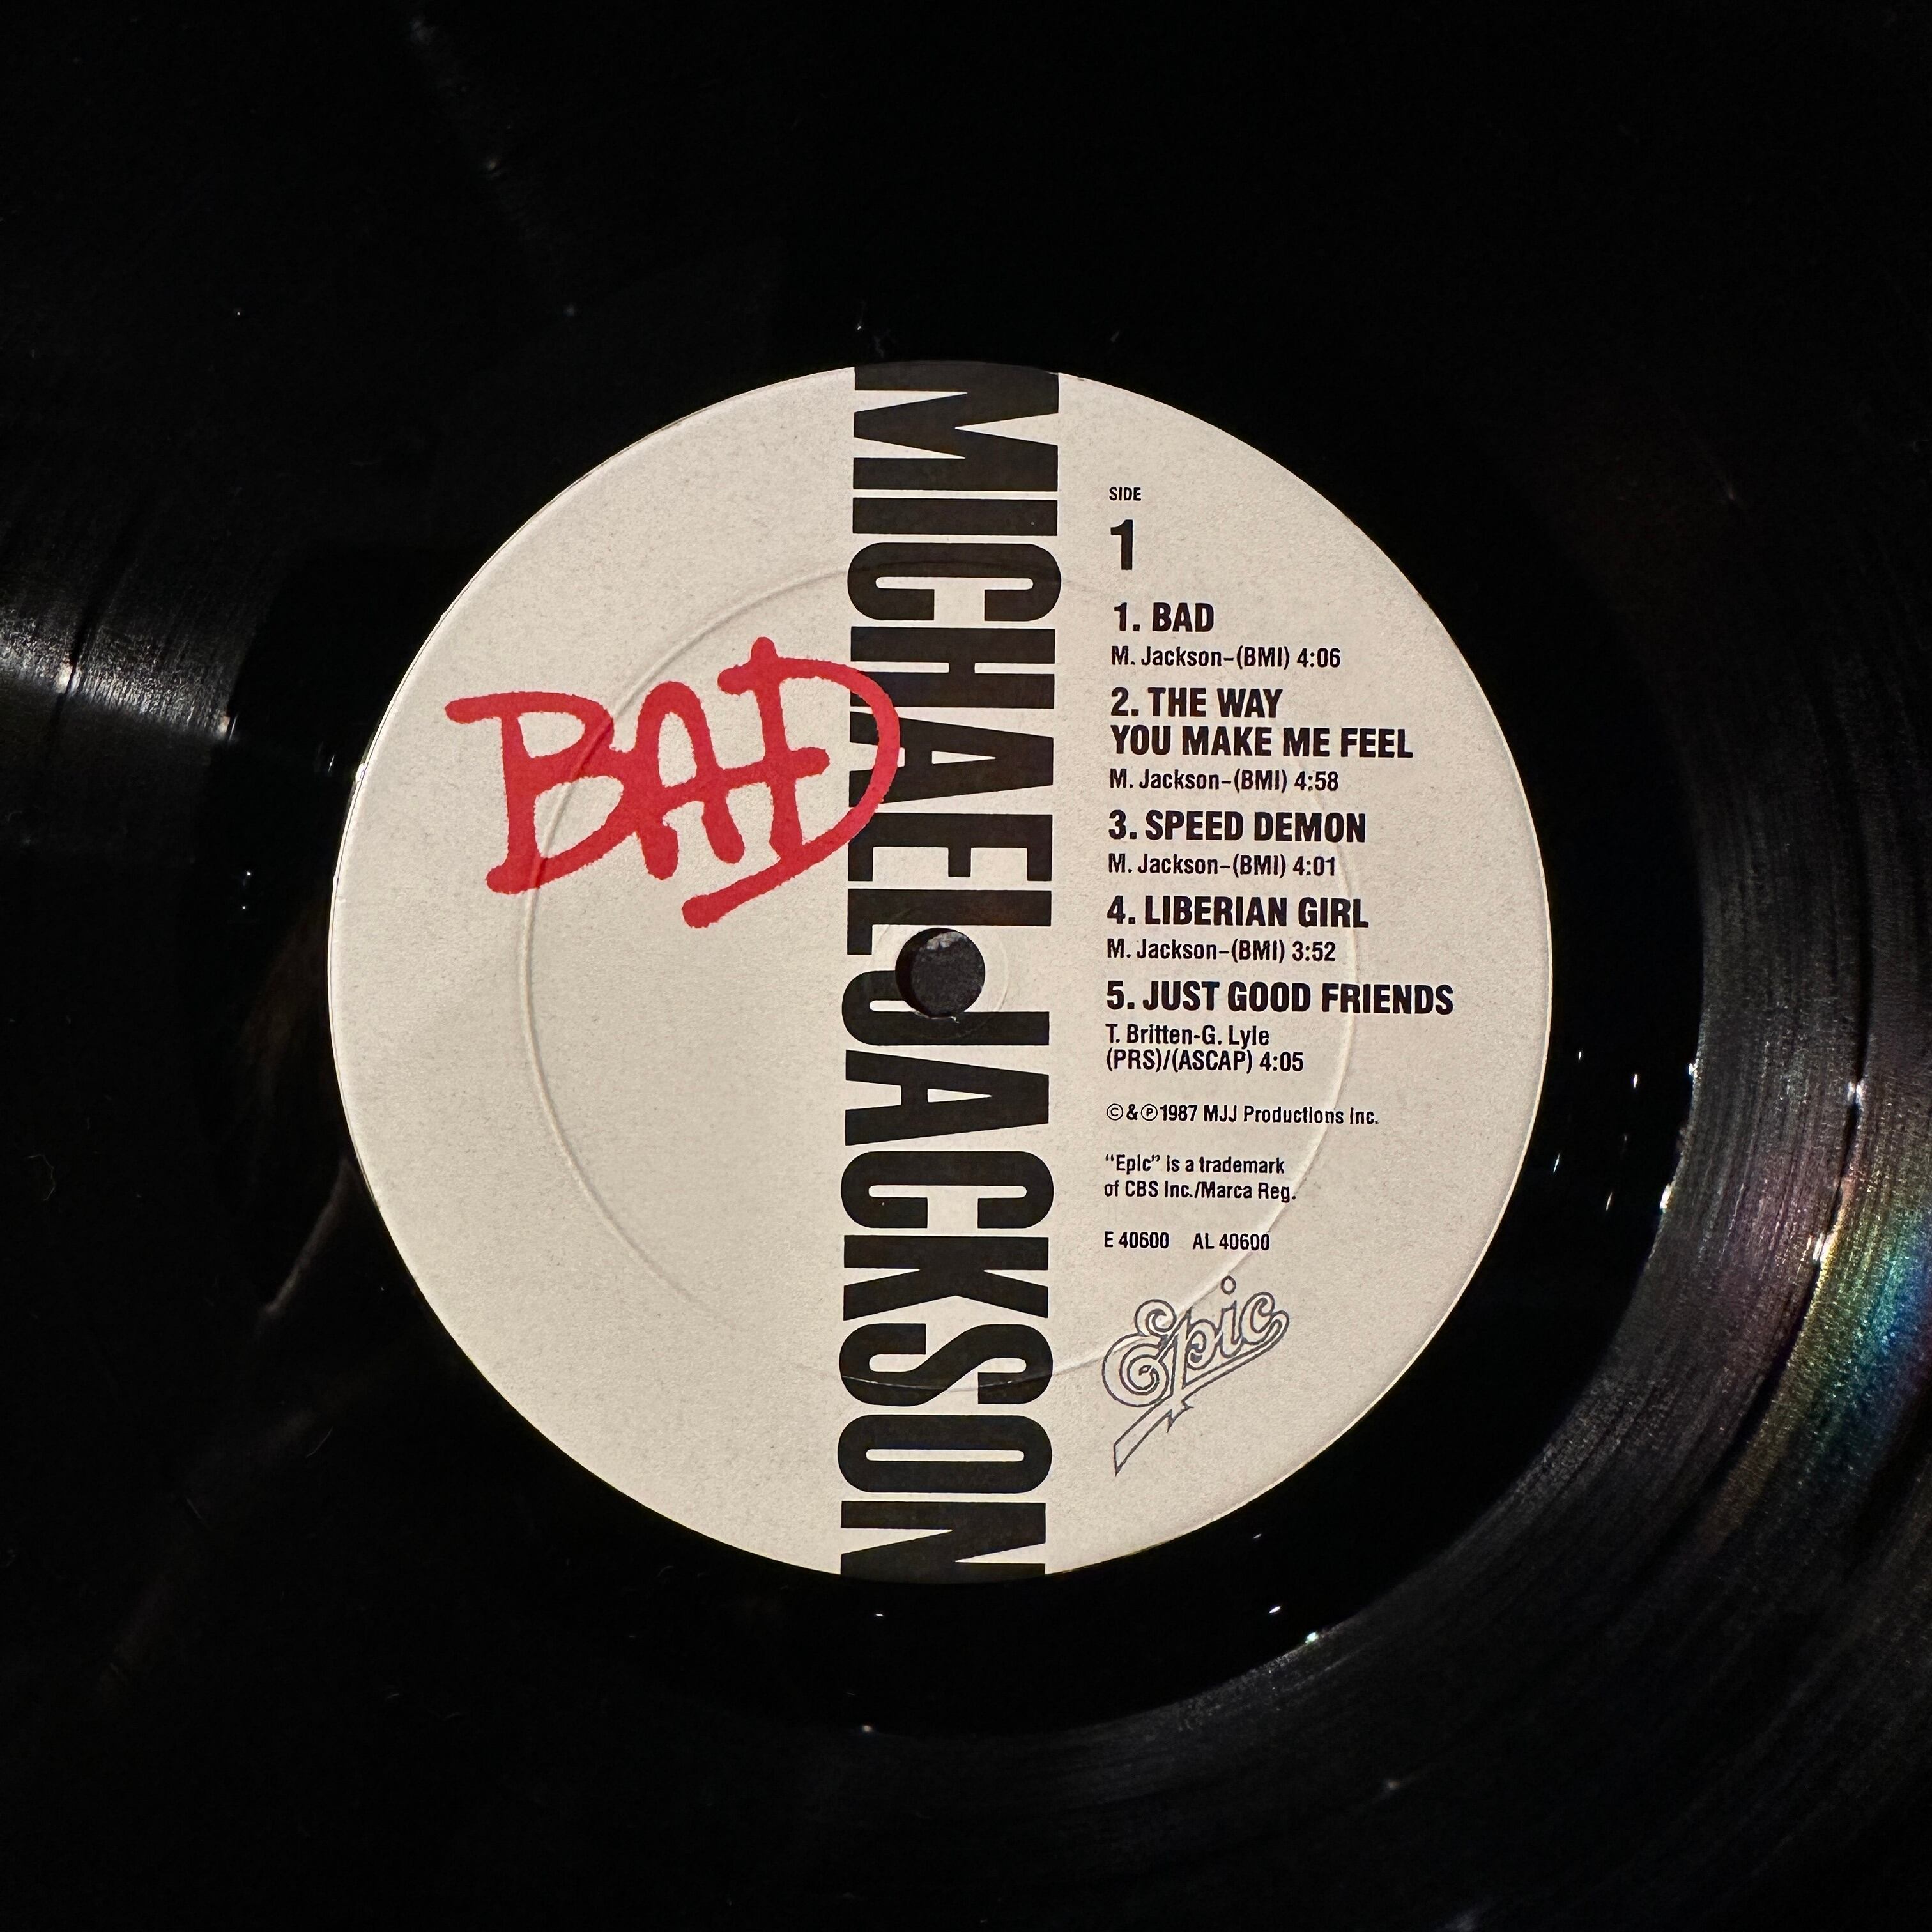 MICHAEL JACKSON
BAD
SIDE
1
1. BAD
M. Jackson-(BMI) 4:06
2. THE WAY
YOU MAKE ME FEEL
M. Jackson-(BMI) 4:58
3. SPEED DEMON
M. Jackson-(BMI) 4:01
4. LIBERIAN GIRL
M. Jackson-(BMI) 3:52
5. JUST GOOD FRIENDS
T. Britten-G. Lyle
(PRS)/(ASCAP) 4:05
©&℗1987 MJJ Productions Inc.
“Epic” is a trademark
of CBS Inc./Marca Reg.
E 40600 AL 40600
Epic